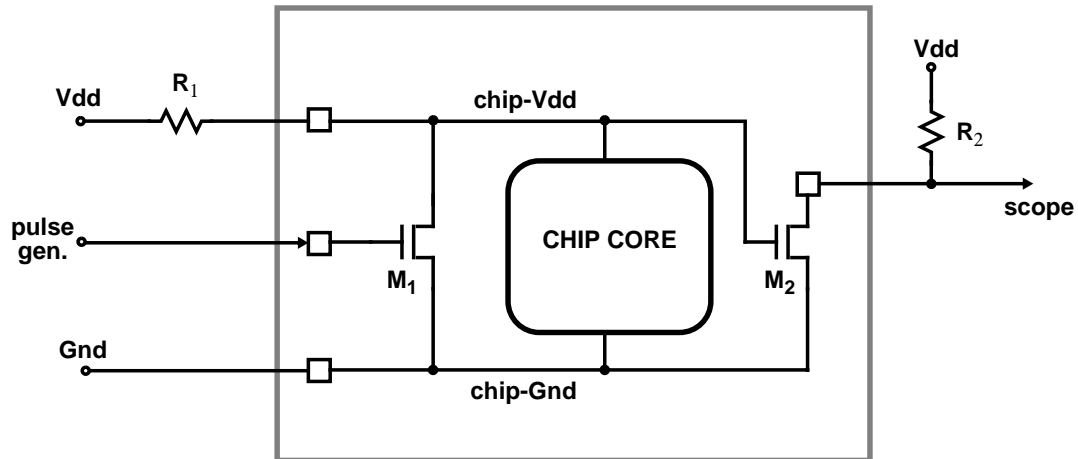 Vdd
R1
chip-Vdd
Vdd
R2
scope
pulse
gen.
M1
CHIP CORE
M2
Gnd
chip-Gnd